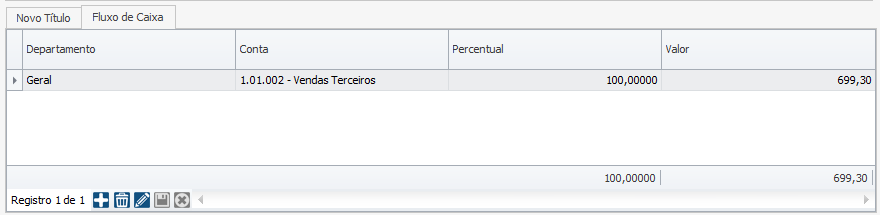 Novo Título Fluxo de Caixa
Departamento Conta Percentual Valor
Geral 1.01.002 - Vendas Terceiros 100,00000 699,30
100,00000 699,30
Registro 1 de 1